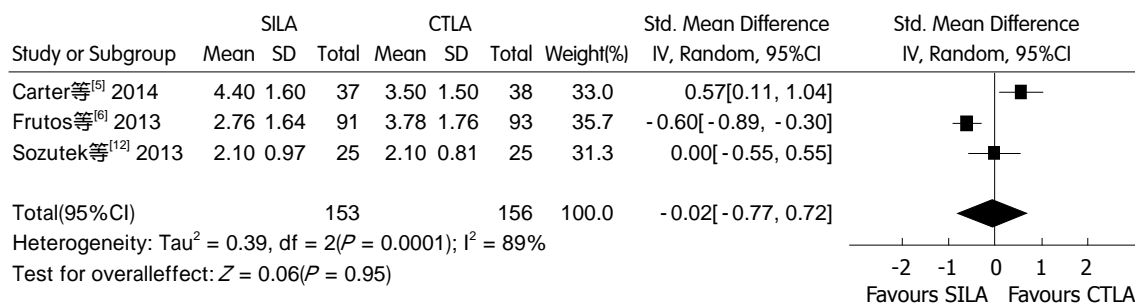 SILA CTLA Std. Mean Difference Std. Mean Difference
Study or Subgroup Mean SD Total Mean SD Total Weight(%) IV, Random, 95%CI IV, Random, 95%CI
Carter等[5] 2014 4.40 1.60 37 3.50 1.50 38 33.0 0.57[0.11, 1.04]
Frutos等[6] 2013 2.76 1.64 91 3.78 1.76 93 35.7 -0.60[-0.89, -0.30]
Sozutek等[12] 2013 2.10 0.97 25 2.10 0.81 25 31.3 0.00[-0.55, 0.55]
Total(95%CI) 153 156 100.0 -0.02[-0.77, 0.72]
Heterogeneity: Tau² = 0.39, df = 2(P = 0.0001); I² = 89%
Test for overalleffect: Z = 0.06(P = 0.95)
-2 -1 0 1 2
Favours SILA Favours CTLA